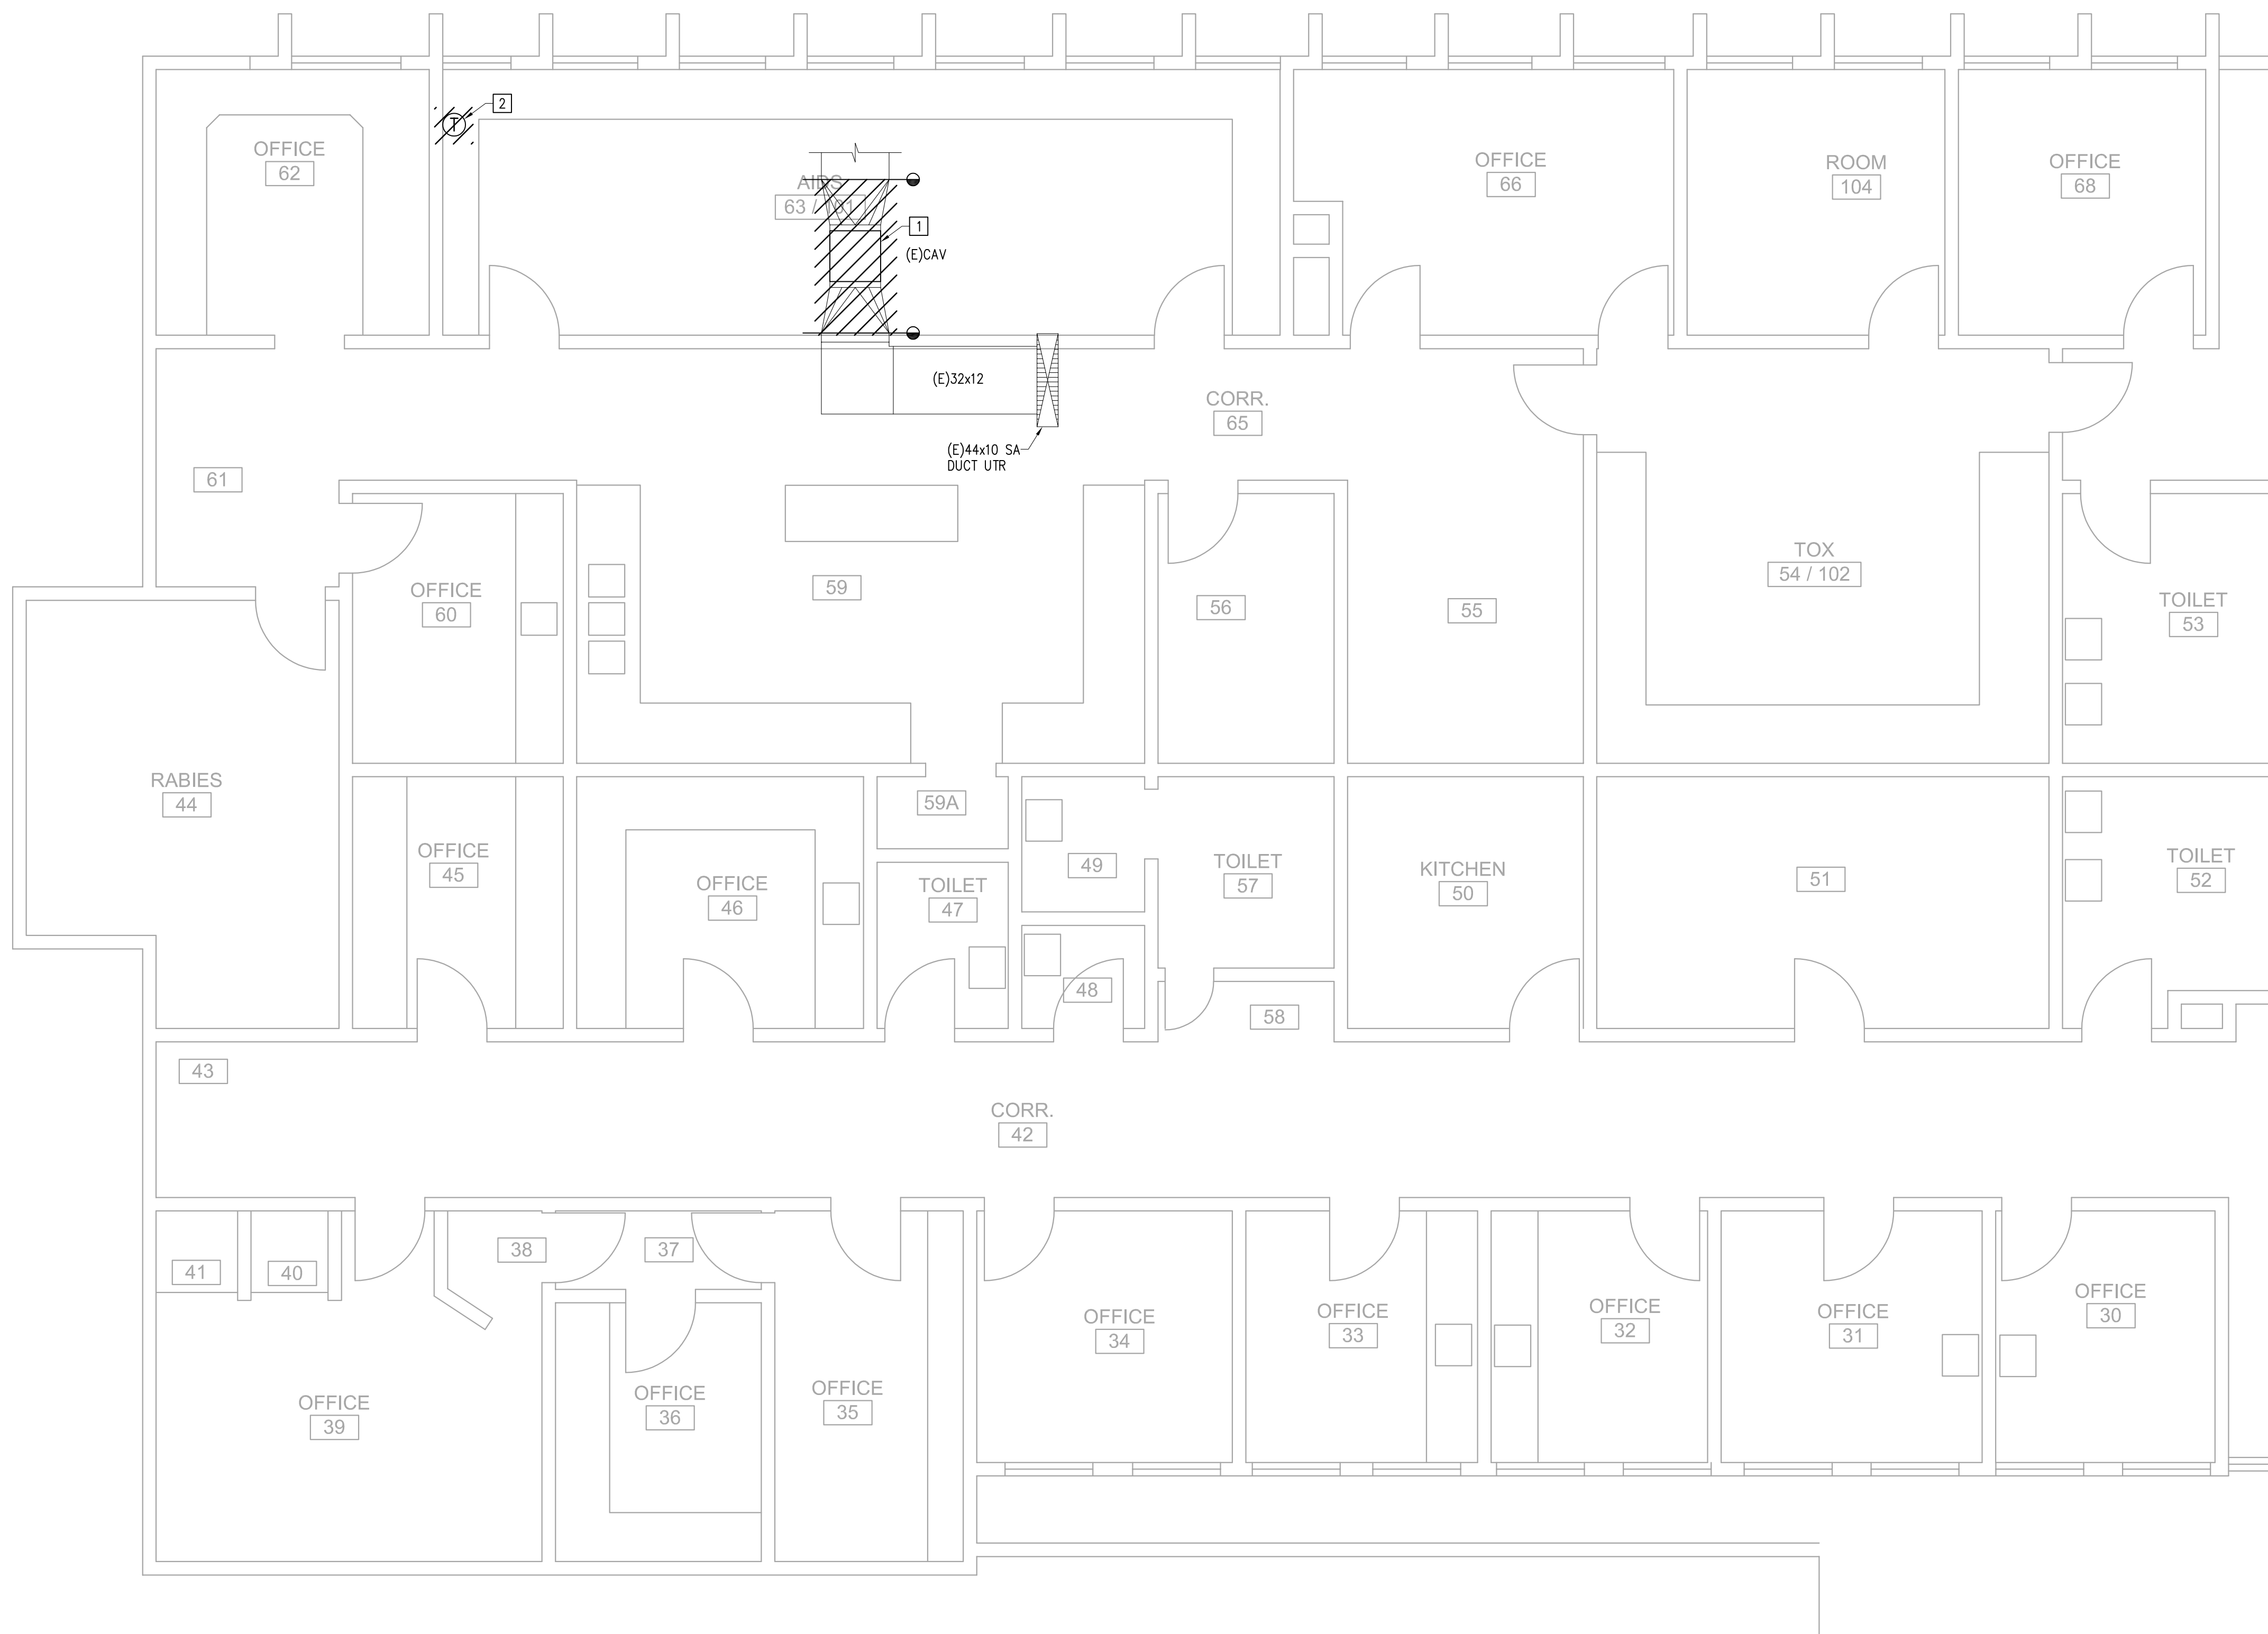 2
OFFICE
62
T
AIDS
63 / 101
1
(E)CAV
OFFICE
66
ROOM
104
OFFICE
68
(E)32x12
CORR.
65
(E)44x10 SA
DUCT UTR
61
OFFICE
60
59
56
55
TOX
54 / 102
TOILET
53
RABIES
44
OFFICE
45
OFFICE
46
59A
TOILET
47
49
48
TOILET
57
58
KITCHEN
50
51
TOILET
52
43
CORR.
42
41
40
38
37
OFFICE
39
OFFICE
36
OFFICE
35
OFFICE
34
OFFICE
33
OFFICE
32
OFFICE
31
OFFICE
30